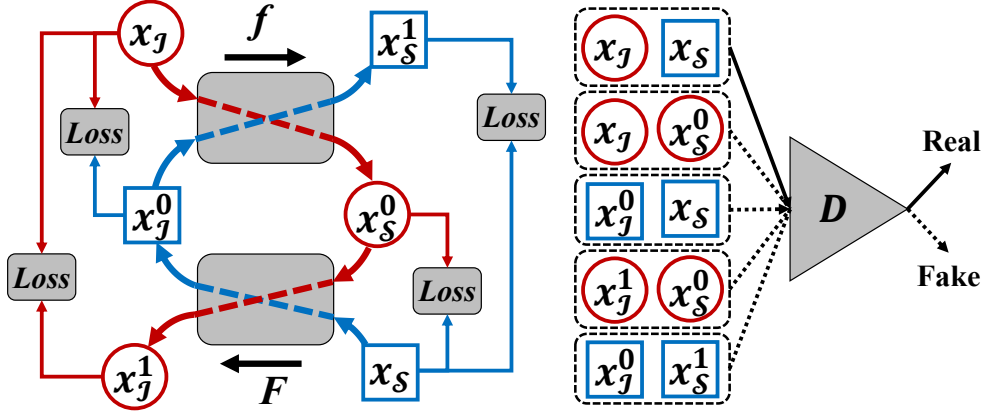 x_𝒥
f
x_𝒮^1
Loss
Loss
x_𝒥^0
x_𝒮^0
Loss
Loss
x_𝒥^1
F
x_𝒮
x_𝒥 x_𝒮
x_𝒥 x_𝒮^0
x_𝒥^0 x_𝒮
x_𝒥^1 x_𝒮^0
x_𝒥^0 x_𝒮^1
D
Real
Fake